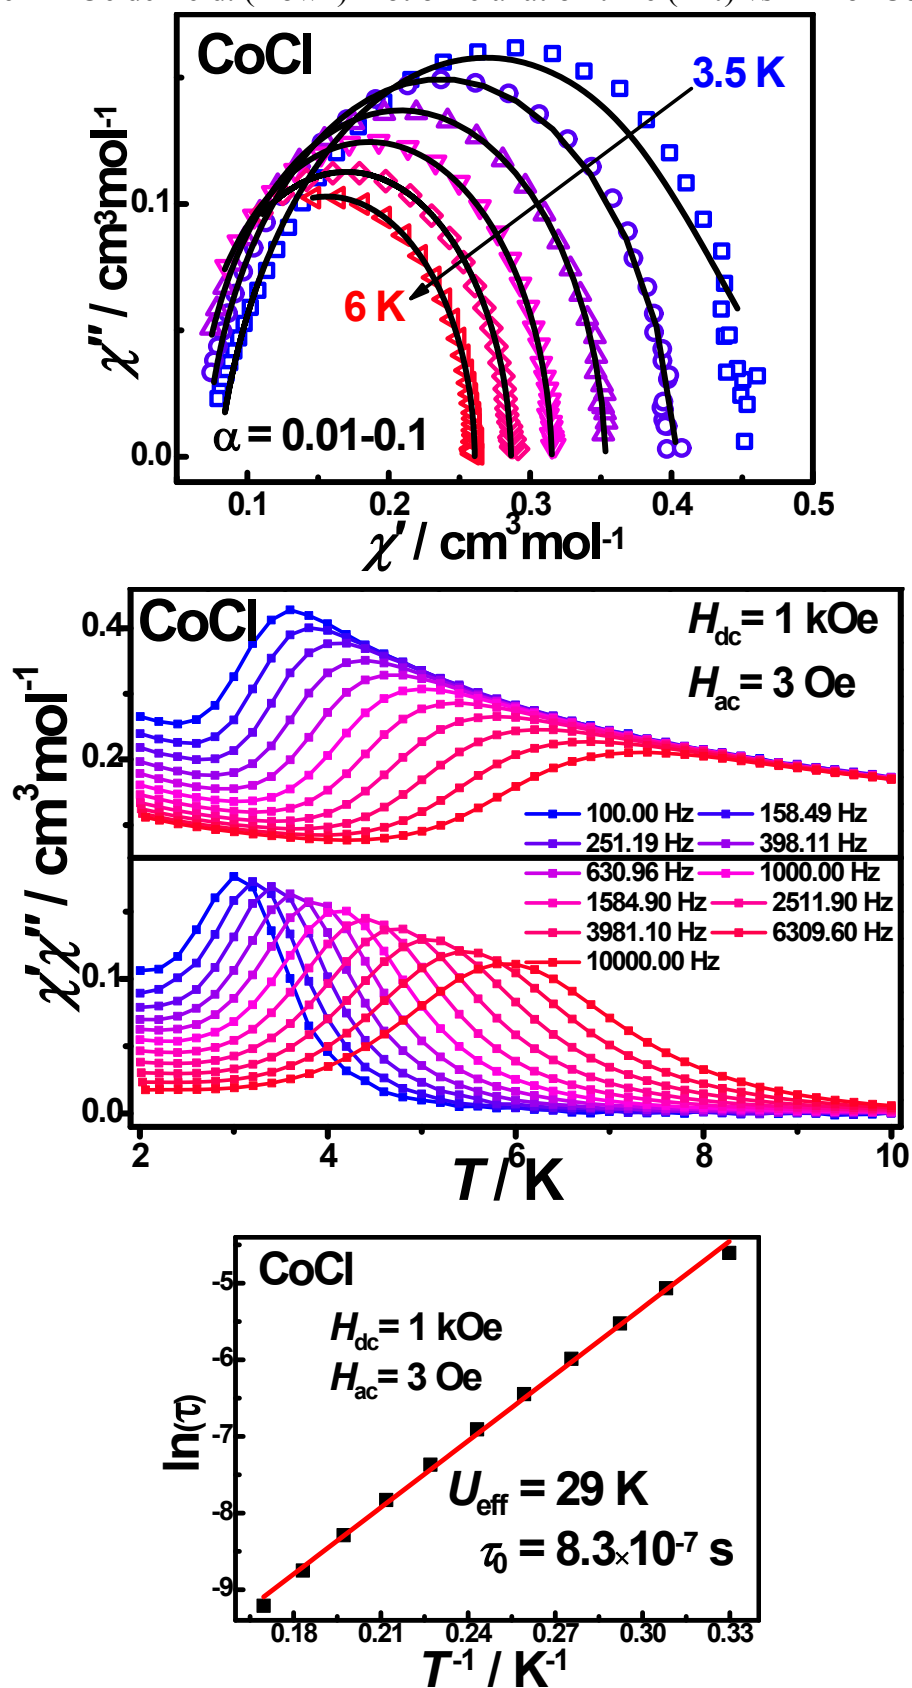 CoCl
3.5 K
6 K
α = 0.01-0.1
χ″ / cm³mol⁻¹
0.1
0.0
0.1 0.2 0.3 0.4 0.5
χ′ / cm³mol⁻¹
CoCl
H_dc = 1 kOe
H_ac = 3 Oe
0.4
0.2
100.00 Hz 158.49 Hz
251.19 Hz 398.11 Hz
630.96 Hz 1000.00 Hz
1584.90 Hz 2511.90 Hz
3981.10 Hz 6309.60 Hz
10000.00 Hz
0.1
0.0
χ′χ″ / cm³mol⁻¹
2 4 6 8 10
T / K
CoCl
H_dc = 1 kOe
H_ac = 3 Oe
U_eff = 29 K
τ₀ = 8.3×10⁻⁷ s
ln(τ)
-5
-6
-7
-8
-9
0.18 0.21 0.24 0.27 0.30 0.33
T⁻¹ / K⁻¹